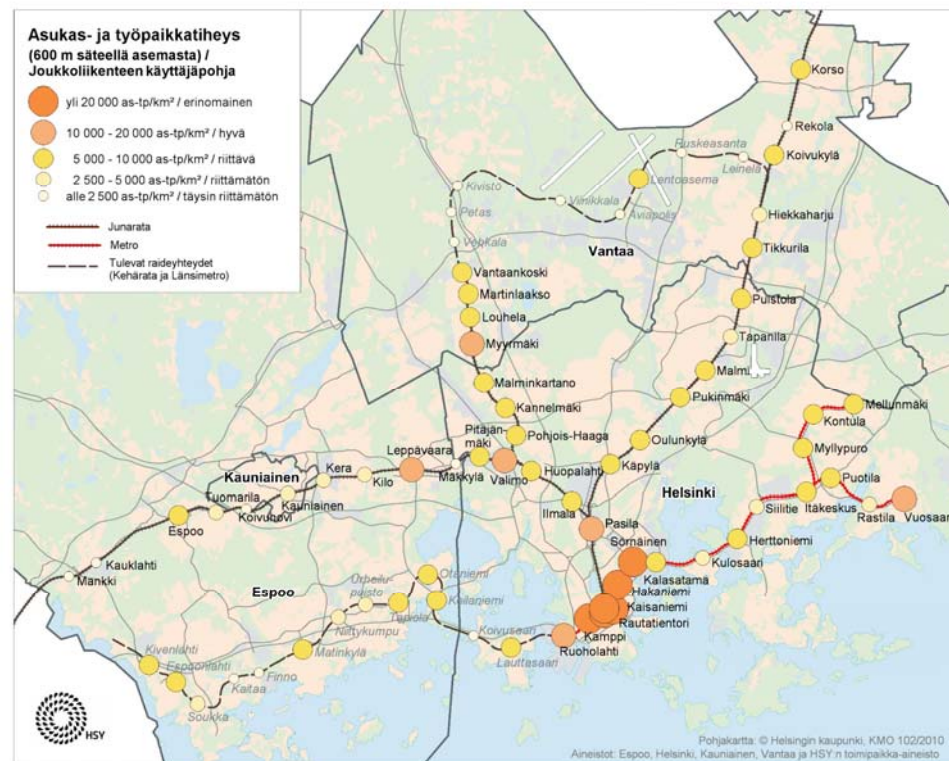 Asukas- ja työpaikkatiheys
(600 m säteellä asemasta) /
Joukkoliikenteen käyttäjäpohja
yli 20 000 as-tp/km² / erinomainen
10 000 - 20 000 as-tp/km² / hyvä
5 000 - 10 000 as-tp/km² / riittävä
2 500 - 5 000 as-tp/km² / riittämätön
alle 2 500 as-tp/km² / täysin riittämätön
Junarata
Metro
Tulevat raideyhteydet
(Kehärata ja Länsimetro)
Korso
Rekola
Ruskeasanta
Koivukylä
Leinelä
Lentoasema
Kivistö
Viinikkala
Petas
Aviapolis
Hiekkaharju
Vehkala
Vantaa
Tikkurila
Vantaankoski
Martinlaakso
Puistola
Louhela
Tapanila
Myyrmäki
Malmi
Malminkartano
Pukinmäki
Kannelmäki
Mellunmäki
Kontula
Pitäjän-
mäki
Pohjois-Haaga
Oulunkylä
Myllypuro
Leppävaara
Mäkkylä
Valimo
Huopalahti
Käpylä
Kauniainen
Kera
Kilo
Puotila
Tuomarila
Kauniainen
Koivuhovi
Helsinki
Siilitie
Itäkeskus
Rastila
Vuosaari
Espoo
Ilmala
Pasila
Sörnäinen
Herttoniemi
Kauklahti
Mankki
Kulosaari
Kalasatama
Espoo
Urheilu-
puisto
Otaniemi
Hakaniemi
Keilaniemi
Kaisaniemi
Tapiola
Rautatientori
Niittykumpu
Koivusaari
Kamppi
Ruoholahti
Matinkylä
Lauttasaari
Kivenlahti
Espoonlahti
Finno
Kaitaa
Soukka
HSY
Pohjakartta: © Helsingin kaupunki, KMO 102/2010
Aineistot: Espoo, Helsinki, Kauniainen, Vantaa ja HSY:n toimipaikka-aineisto